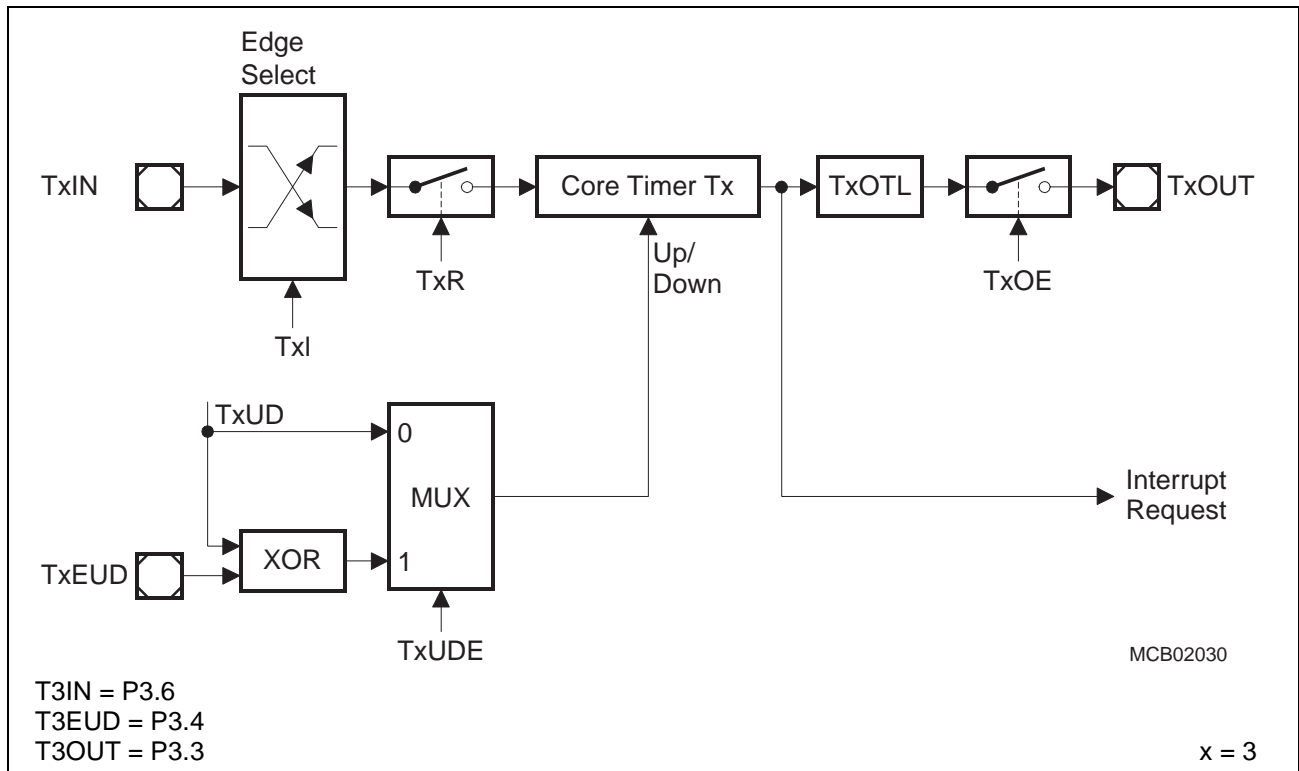 Edge
Select
TxIN
Core Timer Tx
TxOTL
TxOUT
TxR
Up/
Down
TxOE
TxI
TxUD
0
MUX
Interrupt
Request
TxEUD
XOR
1
TxUDE
MCB02030
T3IN = P3.6
T3EUD = P3.4
T3OUT = P3.3
x = 3